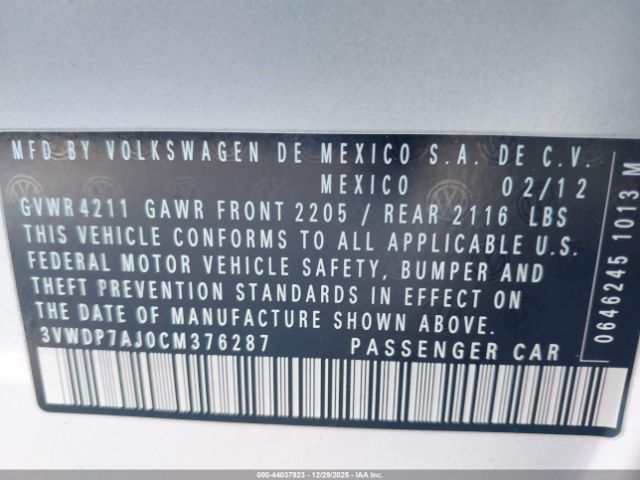 MFD BY VOLKSWAGEN DE MEXICO S.A. DE C.V.
MEXICO 02/12
GVWR 4211 GAWR FRONT 2205 / REAR 2116 LBS
THIS VEHICLE CONFORMS TO ALL APPLICABLE U.S.
FEDERAL MOTOR VEHICLE SAFETY, BUMPER AND
THEFT PREVENTION STANDARDS IN EFFECT ON
THE DATE OF MANUFACTURE SHOWN ABOVE.
3VWDP7AJ0CM376287 PASSENGER CAR
0646245 1013 M
000-44037923 - 12/29/2025 - IAAI.com